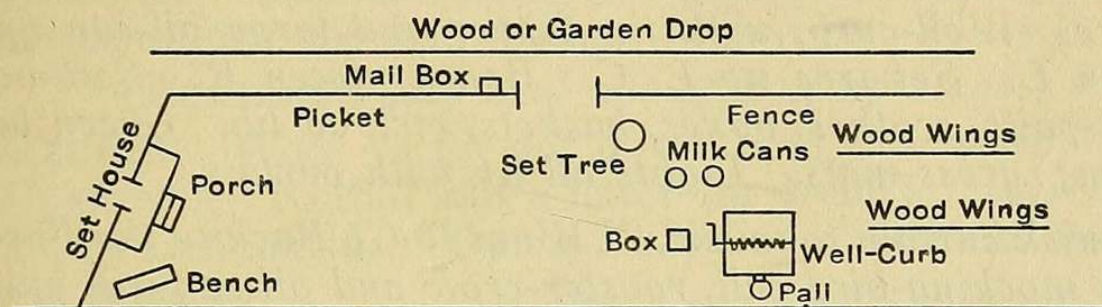 Wood or Garden Drop
Mail Box
Picket
Fence
Wood Wings
Set Tree
Milk Cans
Set House
Porch
Wood Wings
Box
Well-Curb
Bench
Pail